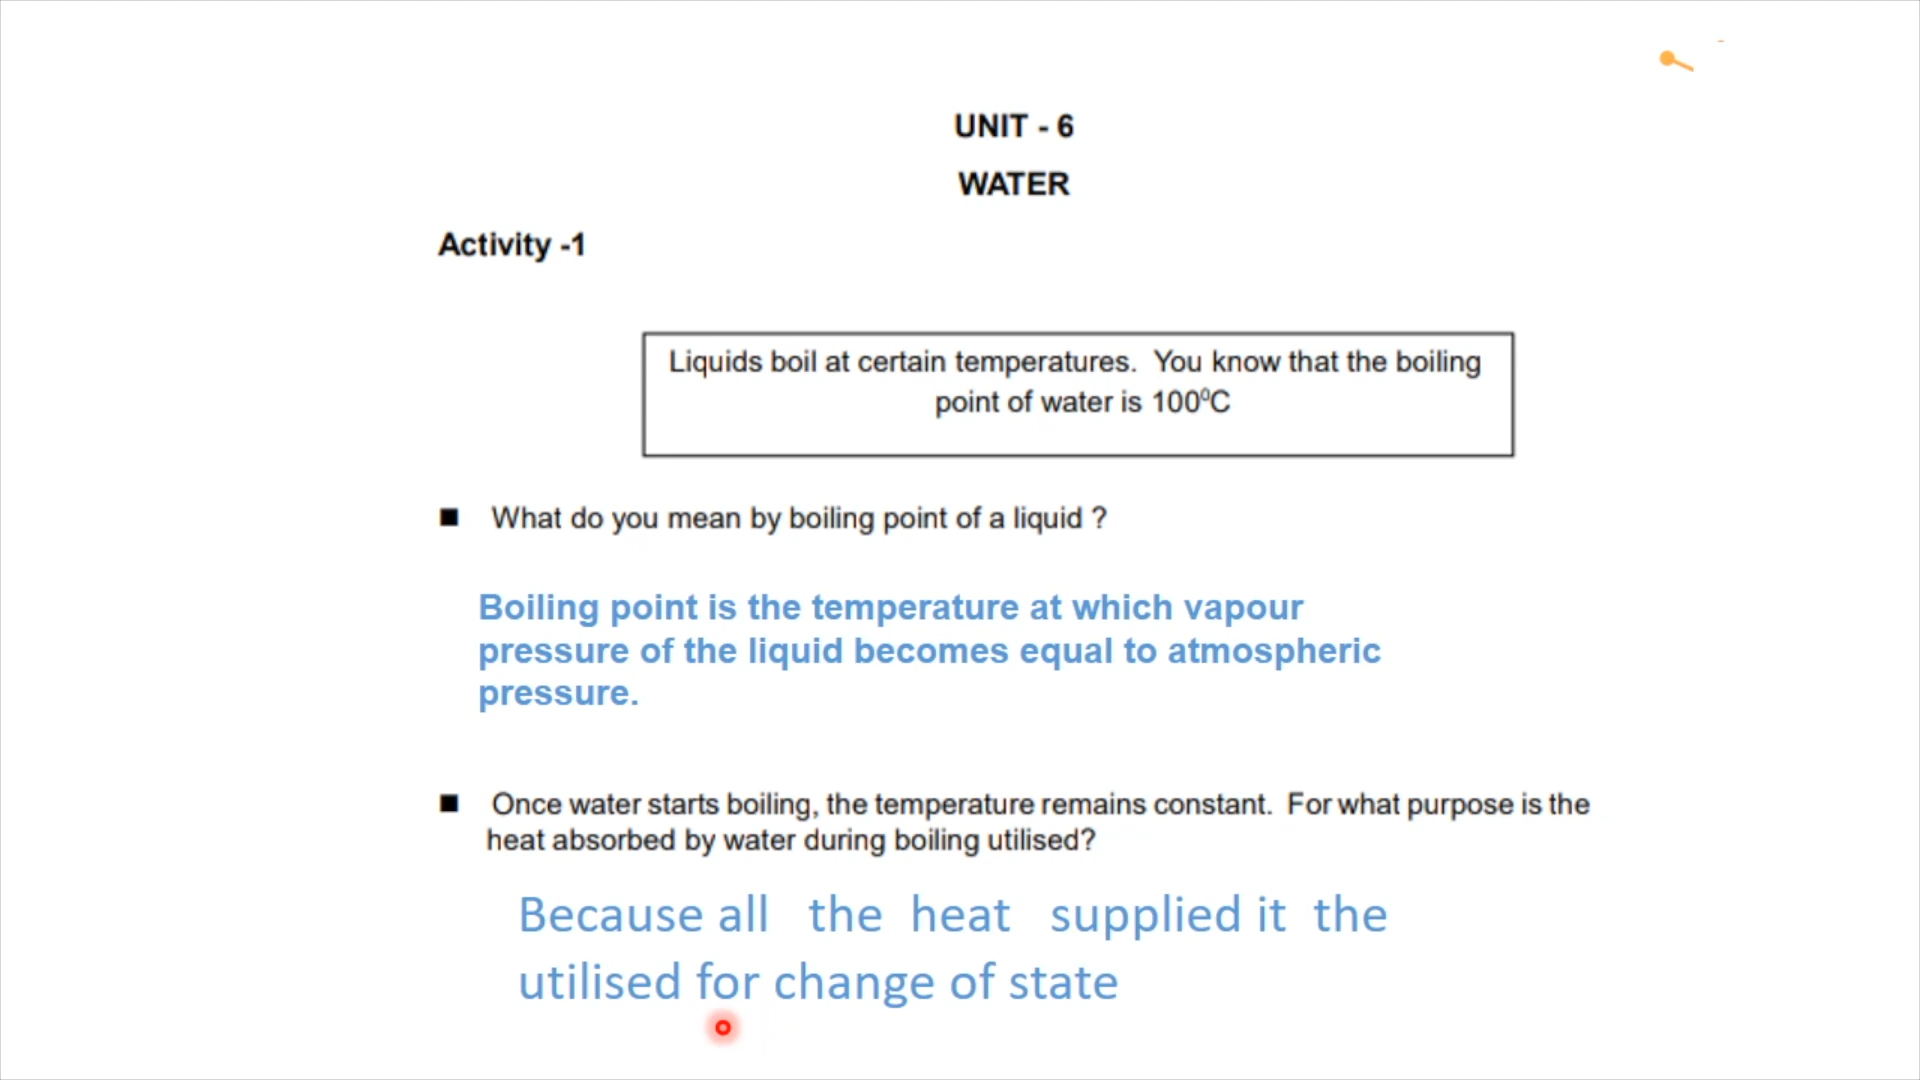 UNIT - 6
WATER
Activity -1
Liquids boil at certain temperatures. You know that the boiling
point of water is 100⁰C
■ What do you mean by boiling point of a liquid ?
Boiling point is the temperature at which vapour
pressure of the liquid becomes equal to atmospheric
pressure.
■ Once water starts boiling, the temperature remains constant. For what purpose is the
heat absorbed by water during boiling utilised?
Because all the heat supplied it the
utilised for change of state